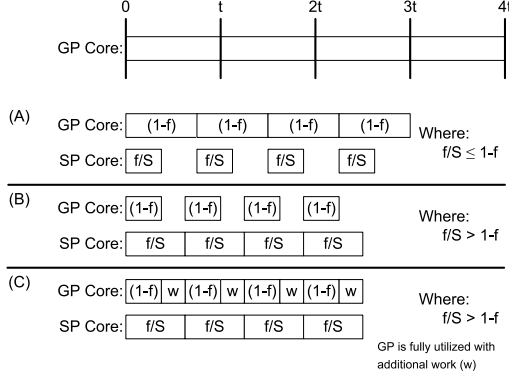 0 t 2t 3t 4t
GP Core:
(A)
GP Core: (1-f) (1-f) (1-f) (1-f)
SP Core: f/S f/S f/S f/S
Where:
f/S ≤ 1-f
(B)
GP Core: (1-f) (1-f) (1-f) (1-f)
SP Core: f/S f/S f/S f/S
Where:
f/S > 1-f
(C)
GP Core: (1-f) w (1-f) w (1-f) w (1-f) w
SP Core: f/S f/S f/S f/S
Where:
f/S > 1-f
GP is fully utilized with
additional work (w)